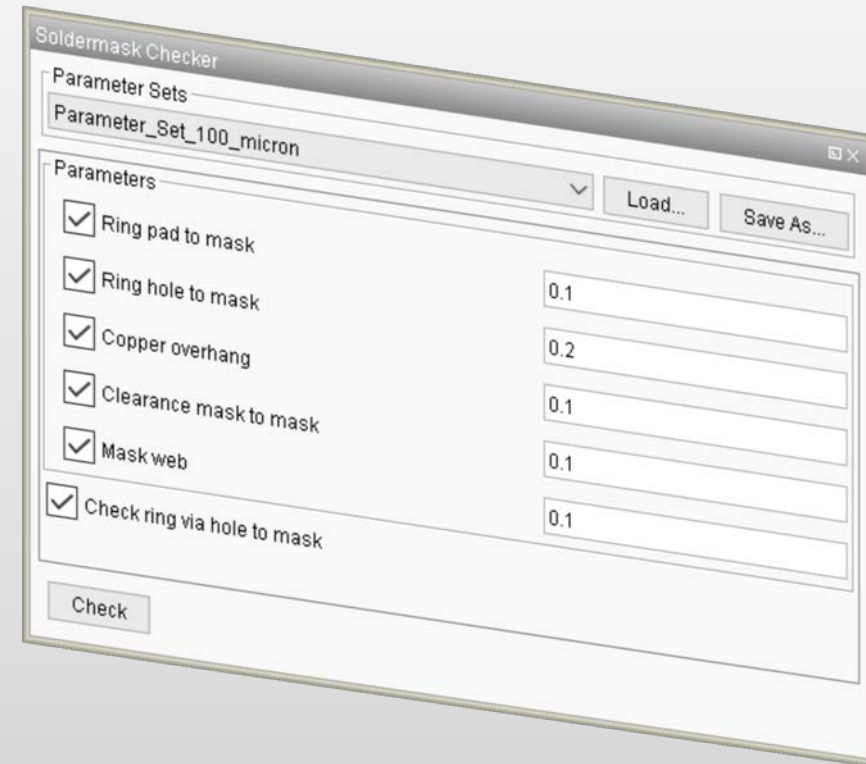 Soldermask Checker
Parameter Sets
Parameter_Set_100_micron
Load...
Save As...
Parameters
Ring pad to mask
0.1
Ring hole to mask
0.2
Copper overhang
0.1
Clearance mask to mask
0.1
Mask web
0.1
Check ring via hole to mask
Check